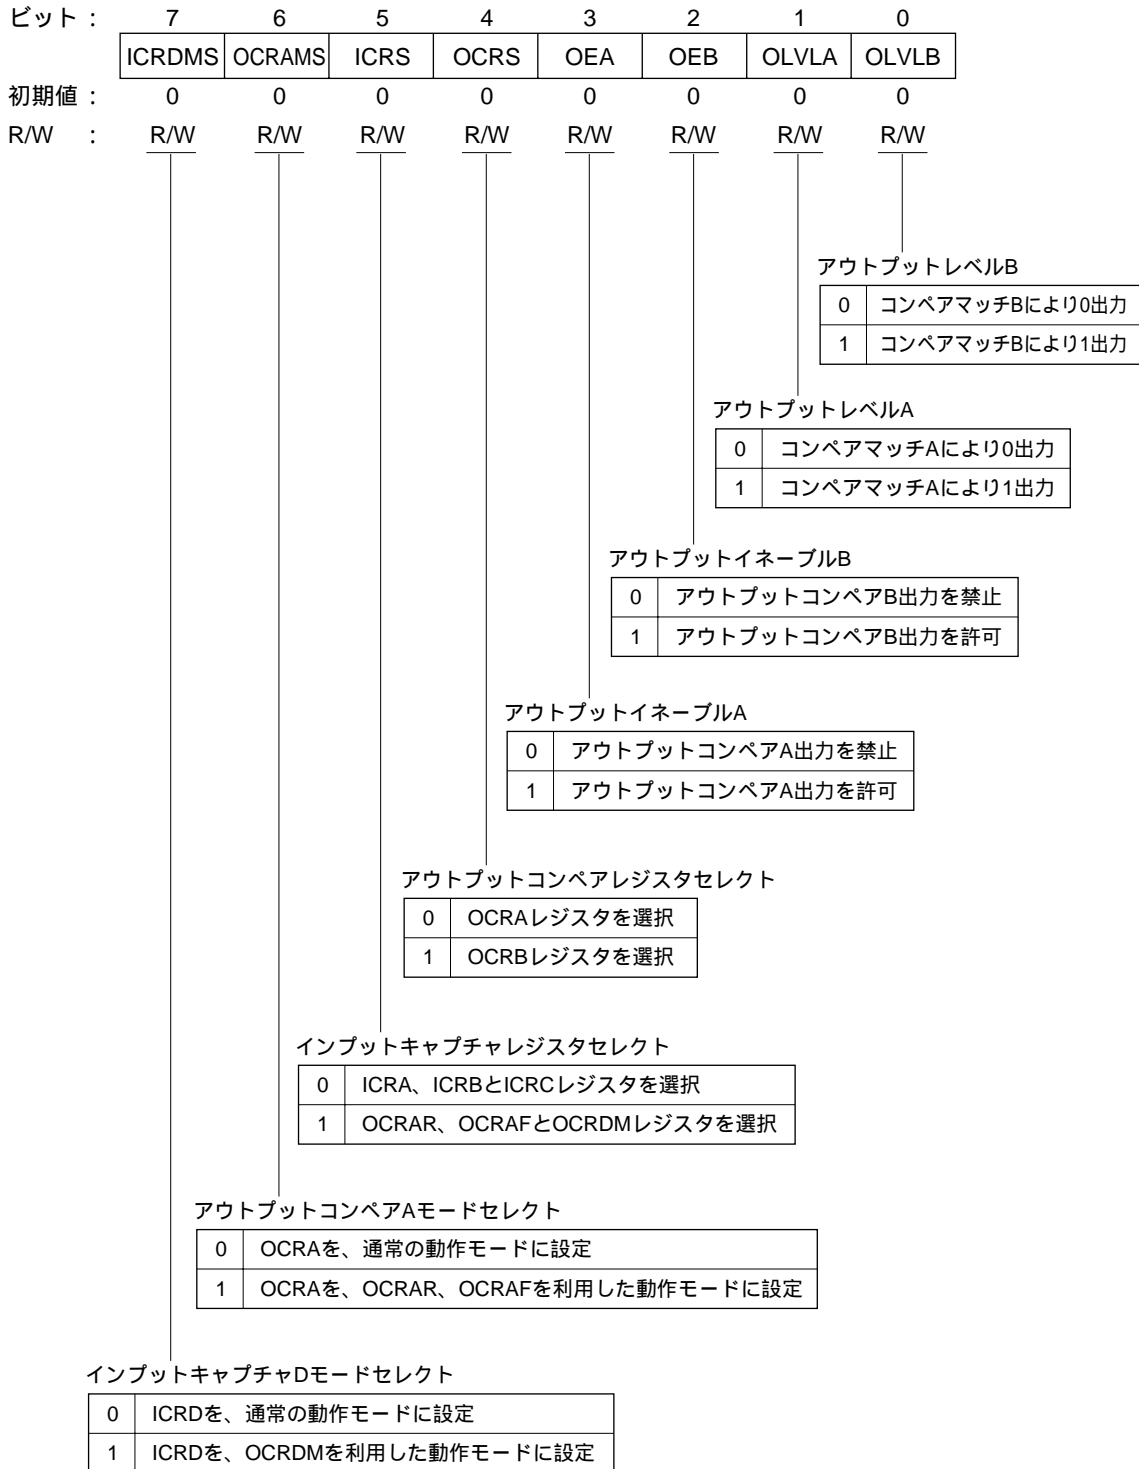 ビット： 7 6 5 4 3 2 1 0
ICRDMS OCRAMS ICRS OCRS OEA OEB OLVLA OLVLB
初期値： 0 0 0 0 0 0 0 0
R/W ： R/W R/W R/W R/W R/W R/W R/W R/W
アウトプットレベルB
0 コンペアマッチBにより0出力
1 コンペアマッチBにより1出力
アウトプットレベルA
0 コンペアマッチAにより0出力
1 コンペアマッチAにより1出力
アウトプットイネーブルB
0 アウトプットコンペアB出力を禁止
1 アウトプットコンペアB出力を許可
アウトプットイネーブルA
0 アウトプットコンペアA出力を禁止
1 アウトプットコンペアA出力を許可
アウトプットコンペアレジスタセレクト
0 OCRAレジスタを選択
1 OCRBレジスタを選択
インプットキャプチャレジスタセレクト
0 ICRA、ICRBとICRCレジスタを選択
1 OCRAR、OCRAFとOCRDMレジスタを選択
アウトプットコンペアAモードセレクト
0 OCRAを、通常の動作モードに設定
1 OCRAを、OCRAR、OCRAFを利用した動作モードに設定
インプットキャプチャDモードセレクト
0 ICRDを、通常の動作モードに設定
1 ICRDを、OCRDMを利用した動作モードに設定